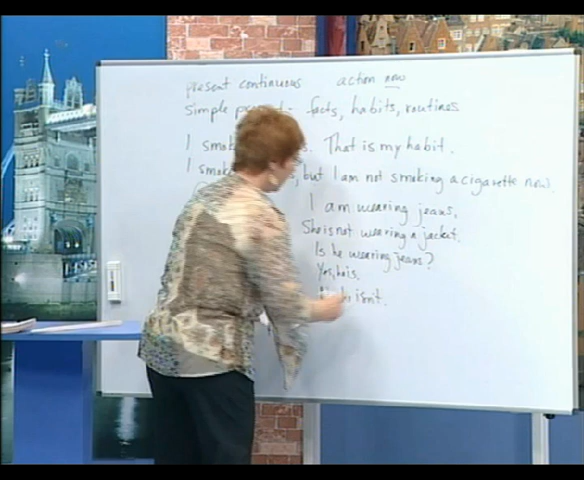 present continuous action now
simple present - facts, habits, routines
I smok s. That is my habit.
I smok s, but I am not smoking a cigarette now.
I am wearing jeans.
She is not wearing a jacket.
Is he wearing jeans?
Yes, he is.
he isn't.